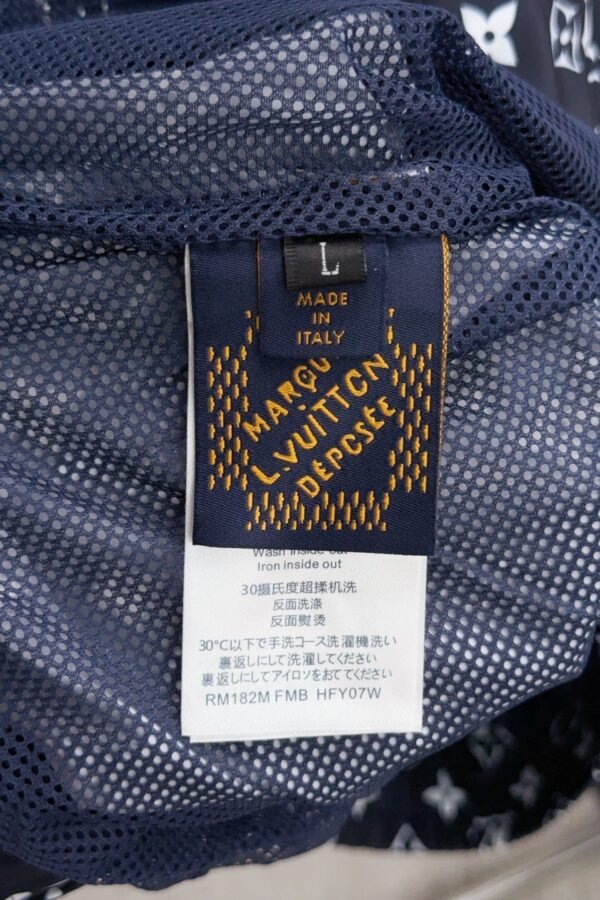 L
MADE
IN
ITALY
MARQU
L.VUITTON
DÉPOSÉE
Wash inside out
Iron inside out
30摄氏度超揉机洗
反面洗涤
反面熨烫
30℃以下で手洗コース洗濯機洗い
裏返しにして洗濯してください
裏返しにしてアイロンをおててください
RM182M FMB HFY07W